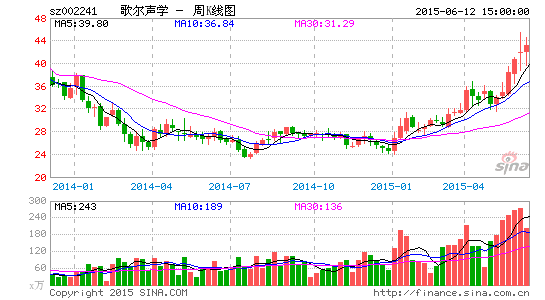 sz002241 歌尔声学 - 周K线图 2015-06-12 15:00:00
MA5:39.80 MA10:36.84 MA30:31.29
48
44
40
36
32
28
24
20
2014-01 2014-04 2014-07 2014-10 2015-01 2015-04
sina
MA5:243 MA10:189 MA30:136
300
240
180
120
60
x万
Copyright 2015 SINA.COM http://finance.sina.com.cn